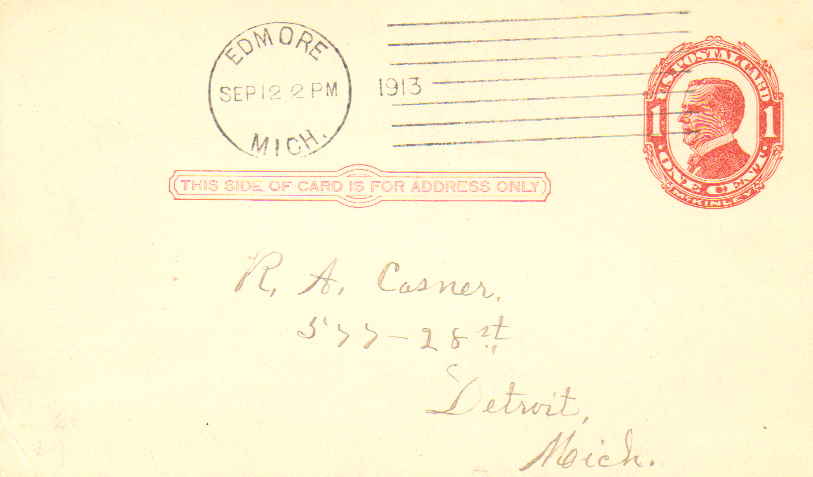 EDMORE
SEP 12 2 PM
MICH.
1913
U.S. POSTAL CARD
1 1
ONE CENT
McKINLEY
THIS SIDE OF CARD IS FOR ADDRESS ONLY
R. A. Casner.
577-28 st.
Detroit,
Mich.